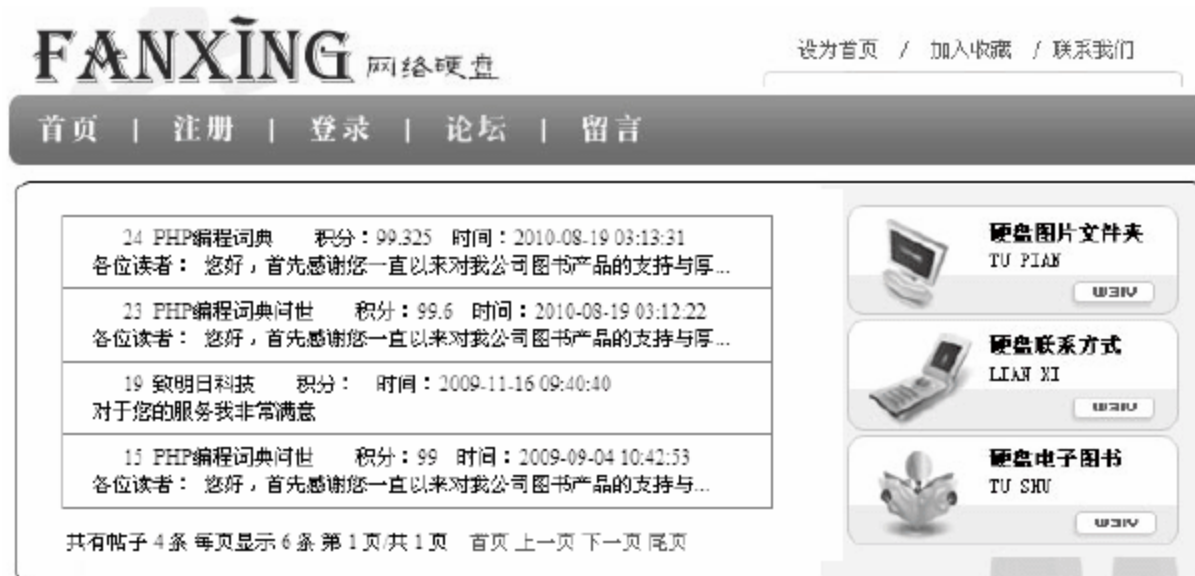 FANXING 网络硬盘
设为首页 / 加入收藏 / 联系我们
首页 | 注册 | 登录 | 论坛 | 留言
24 PHP编程词典 积分：99.325 时间：2010-08-19 03:13:31
各位读者： 您好，首先感谢您一直以来对我公司图书产品的支持与厚...
23 PHP编程词典问世 积分：99.6 时间：2010-08-19 03:12:22
各位读者： 您好，首先感谢您一直以来对我公司图书产品的支持与厚...
19 致明日科技 积分： 时间：2009-11-16 09:40:40
对于您的服务我非常满意
15 PHP编程词典问世 积分：99 时间：2009-09-04 10:42:53
各位读者： 您好，首先感谢您一直以来对我公司图书产品的支持与...
共有帖子 4 条 每页显示 6 条 第 1 页/共 1 页 首页 上一页 下一页 尾页
硬盘图片文件夹
TU PIAN
WEIV
硬盘联系方式
LIAN XI
WEIV
硬盘电子图书
TU SHU
WEIV